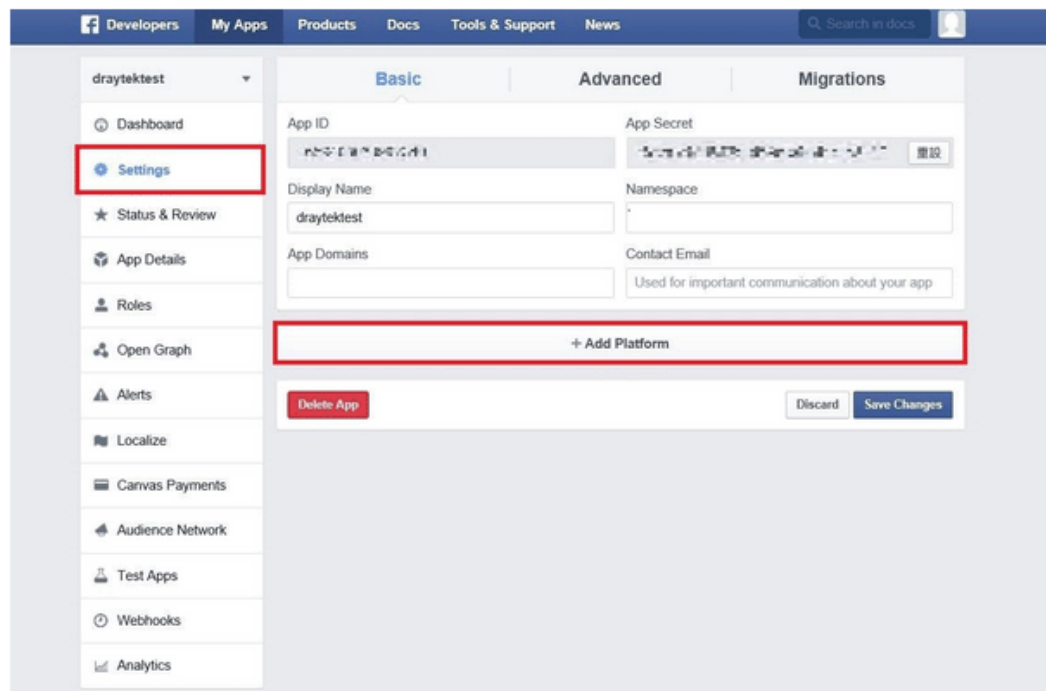 Developers My Apps Products Docs Tools & Support News Search in docs
draytektest
Dashboard
Settings
Status & Review
App Details
Roles
Open Graph
Alerts
Localize
Canvas Payments
Audience Network
Test Apps
Webhooks
Analytics
Basic Advanced Migrations
App ID App Secret
重設
Display Name Namespace
draytektest
App Domains Contact Email
Used for important communication about your app
+ Add Platform
Delete App Discard Save Changes